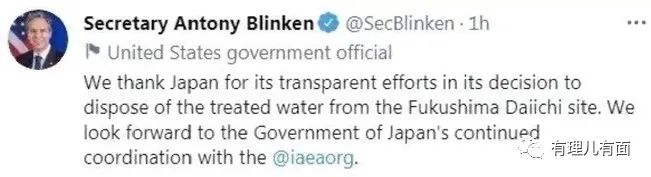 Secretary Antony Blinken @SecBlinken · 1h
United States government official
We thank Japan for its transparent efforts in its decision to
dispose of the treated water from the Fukushima Daiichi site. We
look forward to the Government of Japan's continued
coordination with the @iaeaorg.
有理儿有面